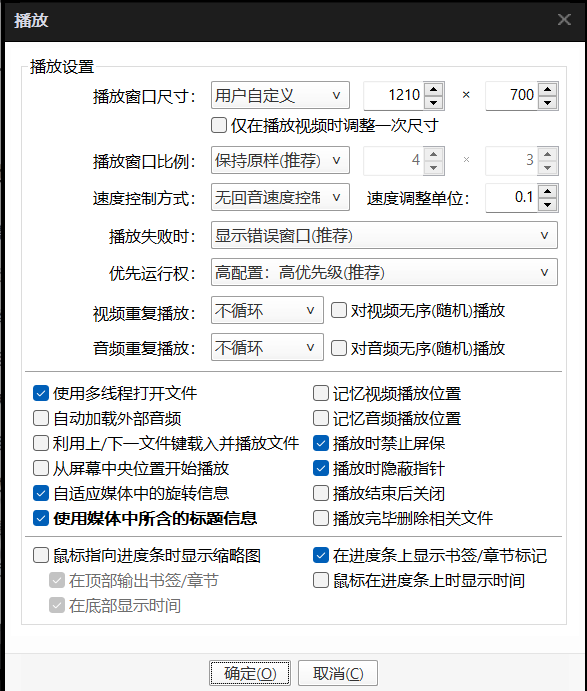 播放
播放设置
播放窗口尺寸： 用户自定义 1210 × 700
仅在播放视频时调整一次尺寸
播放窗口比例： 保持原样(推荐) 4 × 3
速度控制方式： 无回音速度控制 速度调整单位： 0.1
播放失败时： 显示错误窗口(推荐)
优先运行权： 高配置：高优先级(推荐)
视频重复播放： 不循环 对视频无序(随机)播放
音频重复播放： 不循环 对音频无序(随机)播放
使用多线程打开文件 记忆视频播放位置
自动加载外部音频 记忆音频播放位置
利用上/下一文件键载入并播放文件 播放时禁止屏保
从屏幕中央位置开始播放 播放时隐蔽指针
自适应媒体中的旋转信息 播放结束后关闭
使用媒体中所含的标题信息 播放完毕删除相关文件
鼠标指向进度条时显示缩略图 在进度条上显示书签/章节标记
在顶部输出书签/章节 鼠标在进度条上时显示时间
在底部显示时间
确定(O) 取消(C)